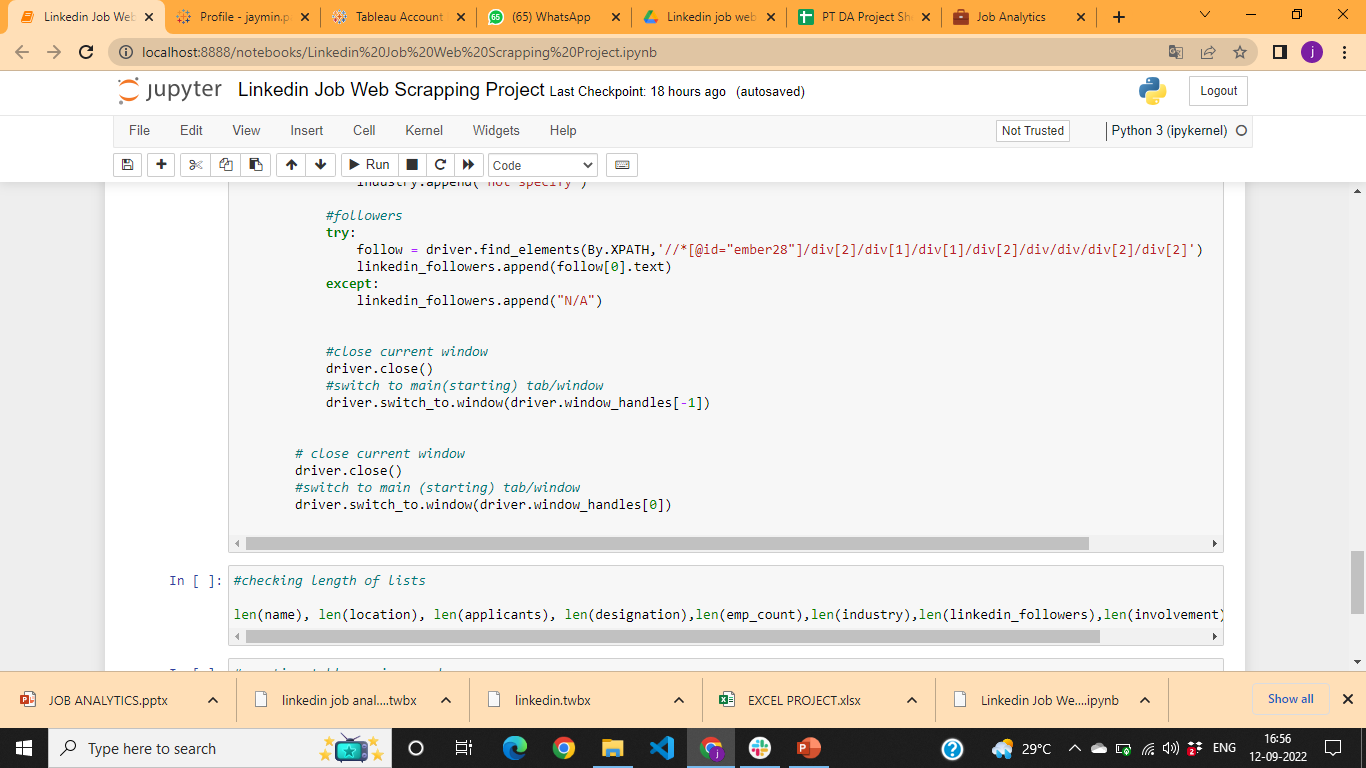 Linkedin Job Web
Profile - jaymin.p
Tableau Account
65
(65) WhatsApp
Linkedin job web
PT DA Project Sh
Job Analytics
localhost:8888/notebooks/Linkedin%20Job%20Web%20Scrapping%20Project.ipynb
j
jupyter Linkedin Job Web Scrapping Project Last Checkpoint: 18 hours ago (autosaved)
Logout
File Edit View Insert Cell Kernel Widgets Help
Not Trusted
Python 3 (ipykernel)
Run
Code
industry.append("not specify")
#followers
try:
follow = driver.find_elements(By.XPATH,'//*[@id="ember28"]/div[2]/div[1]/div[1]/div[2]/div/div/div[2]/div[2]')
linkedin_followers.append(follow[0].text)
except:
linkedin_followers.append("N/A")
#close current window
driver.close()
#switch to main(starting) tab/window
driver.switch_to.window(driver.window_handles[-1])
# close current window
driver.close()
#switch to main (starting) tab/window
driver.switch_to.window(driver.window_handles[0])
In [ ]: #checking length of lists
len(name), len(location), len(applicants), len(designation),len(emp_count),len(industry),len(linkedin_followers),len(involvement)
JOB ANALYTICS.pptx
linkedin job anal....twbx
linkedin.twbx
EXCEL PROJECT.xlsx
Linkedin Job We....ipynb
Show all
Type here to search
29°C
ENG
16:56
12-09-2022